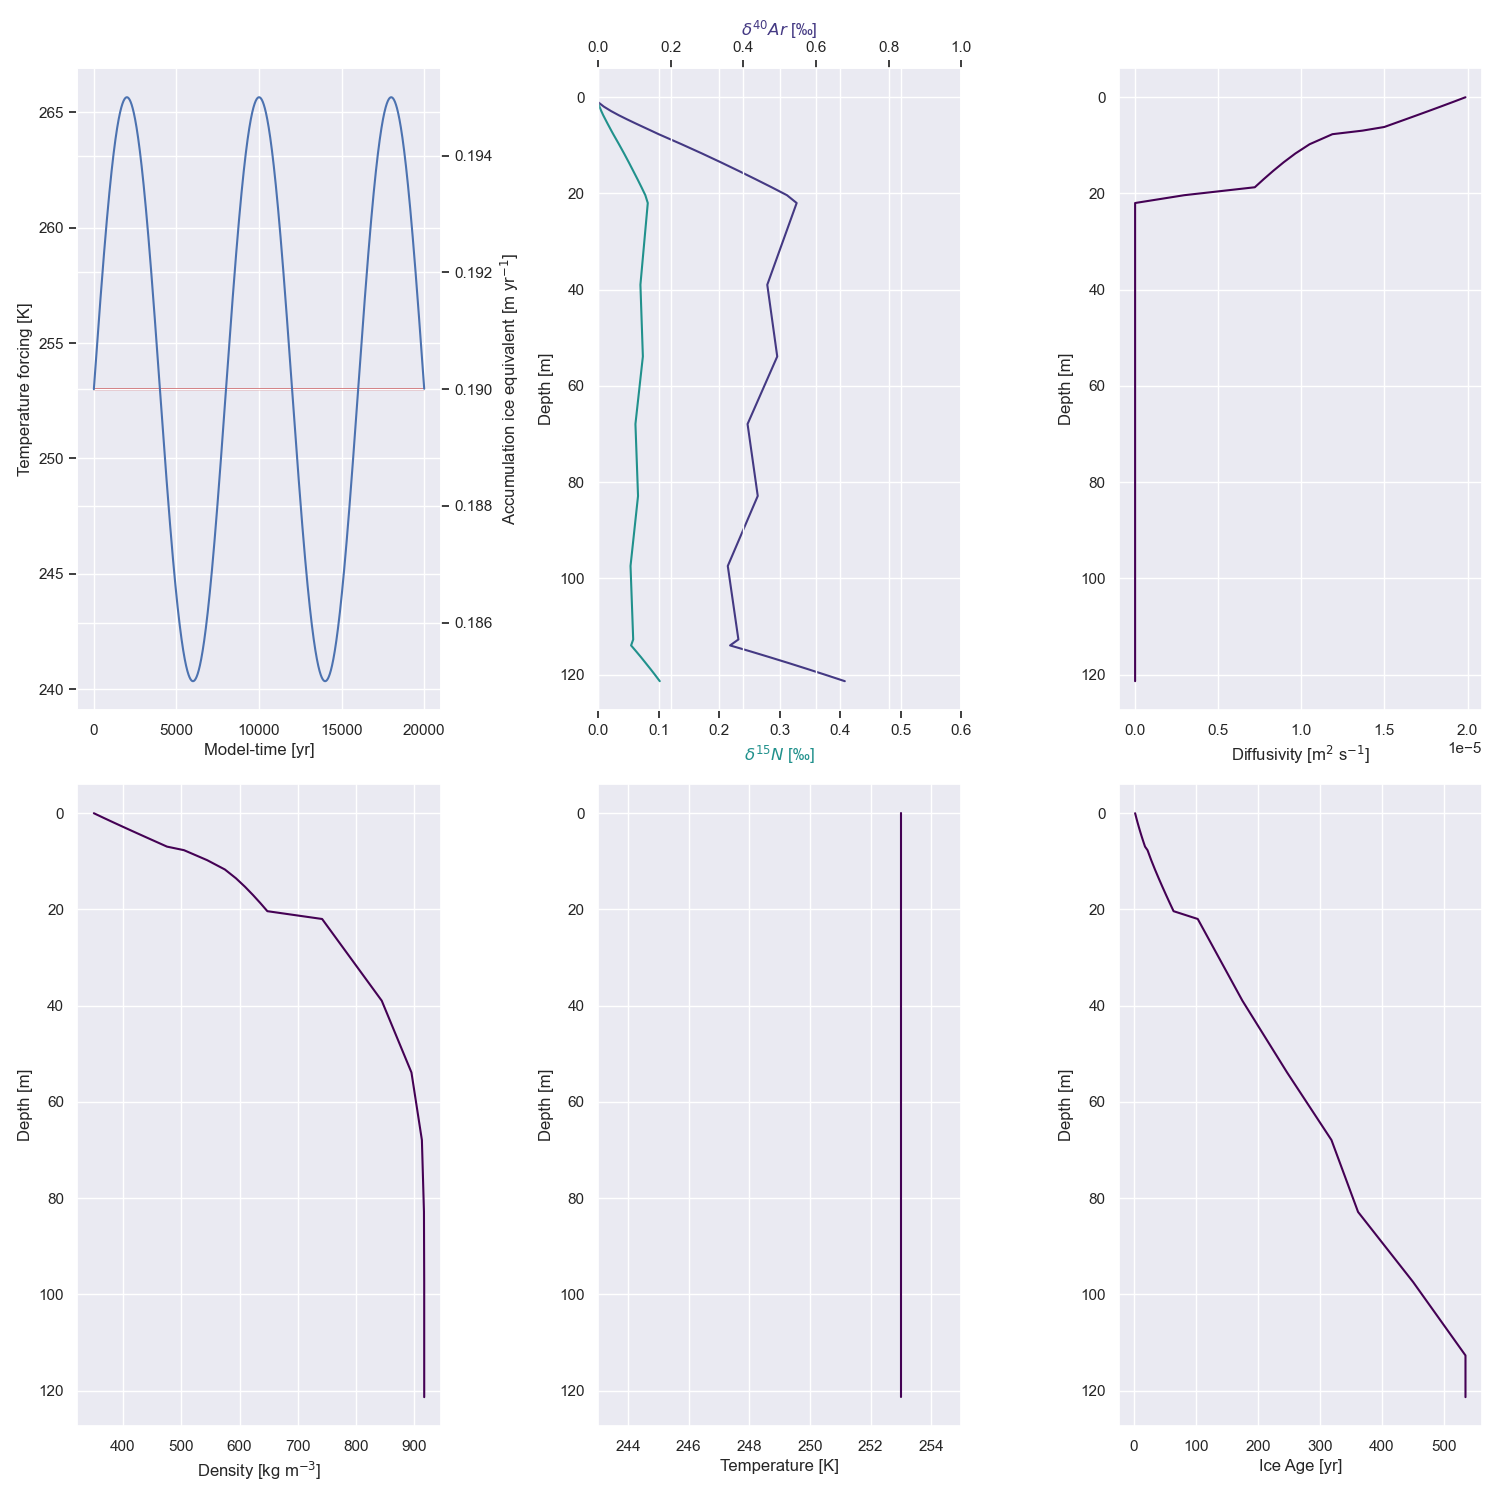 265
260
255
250
245
240
Temperature forcing [K]
0 5000 10000 15000 20000
Model-time [yr]
0.194
0.192
0.190
0.188
0.186
Accumulation ice equivalent [m yr⁻¹]
δ⁴⁰Ar [‰]
0.0 0.2 0.4 0.6 0.8 1.0
0
20
40
60
80
100
120
Depth [m]
0.0 0.1 0.2 0.3 0.4 0.5 0.6
δ¹⁵N [‰]
0
20
40
60
80
100
120
Depth [m]
0.0 0.5 1.0 1.5 2.0
1e−5
Diffusivity [m² s⁻¹]
0
20
40
60
80
100
120
Depth [m]
400 500 600 700 800 900
Density [kg m⁻³]
0
20
40
60
80
100
120
Depth [m]
244 246 248 250 252 254
Temperature [K]
0
20
40
60
80
100
120
Depth [m]
0 100 200 300 400 500
Ice Age [yr]